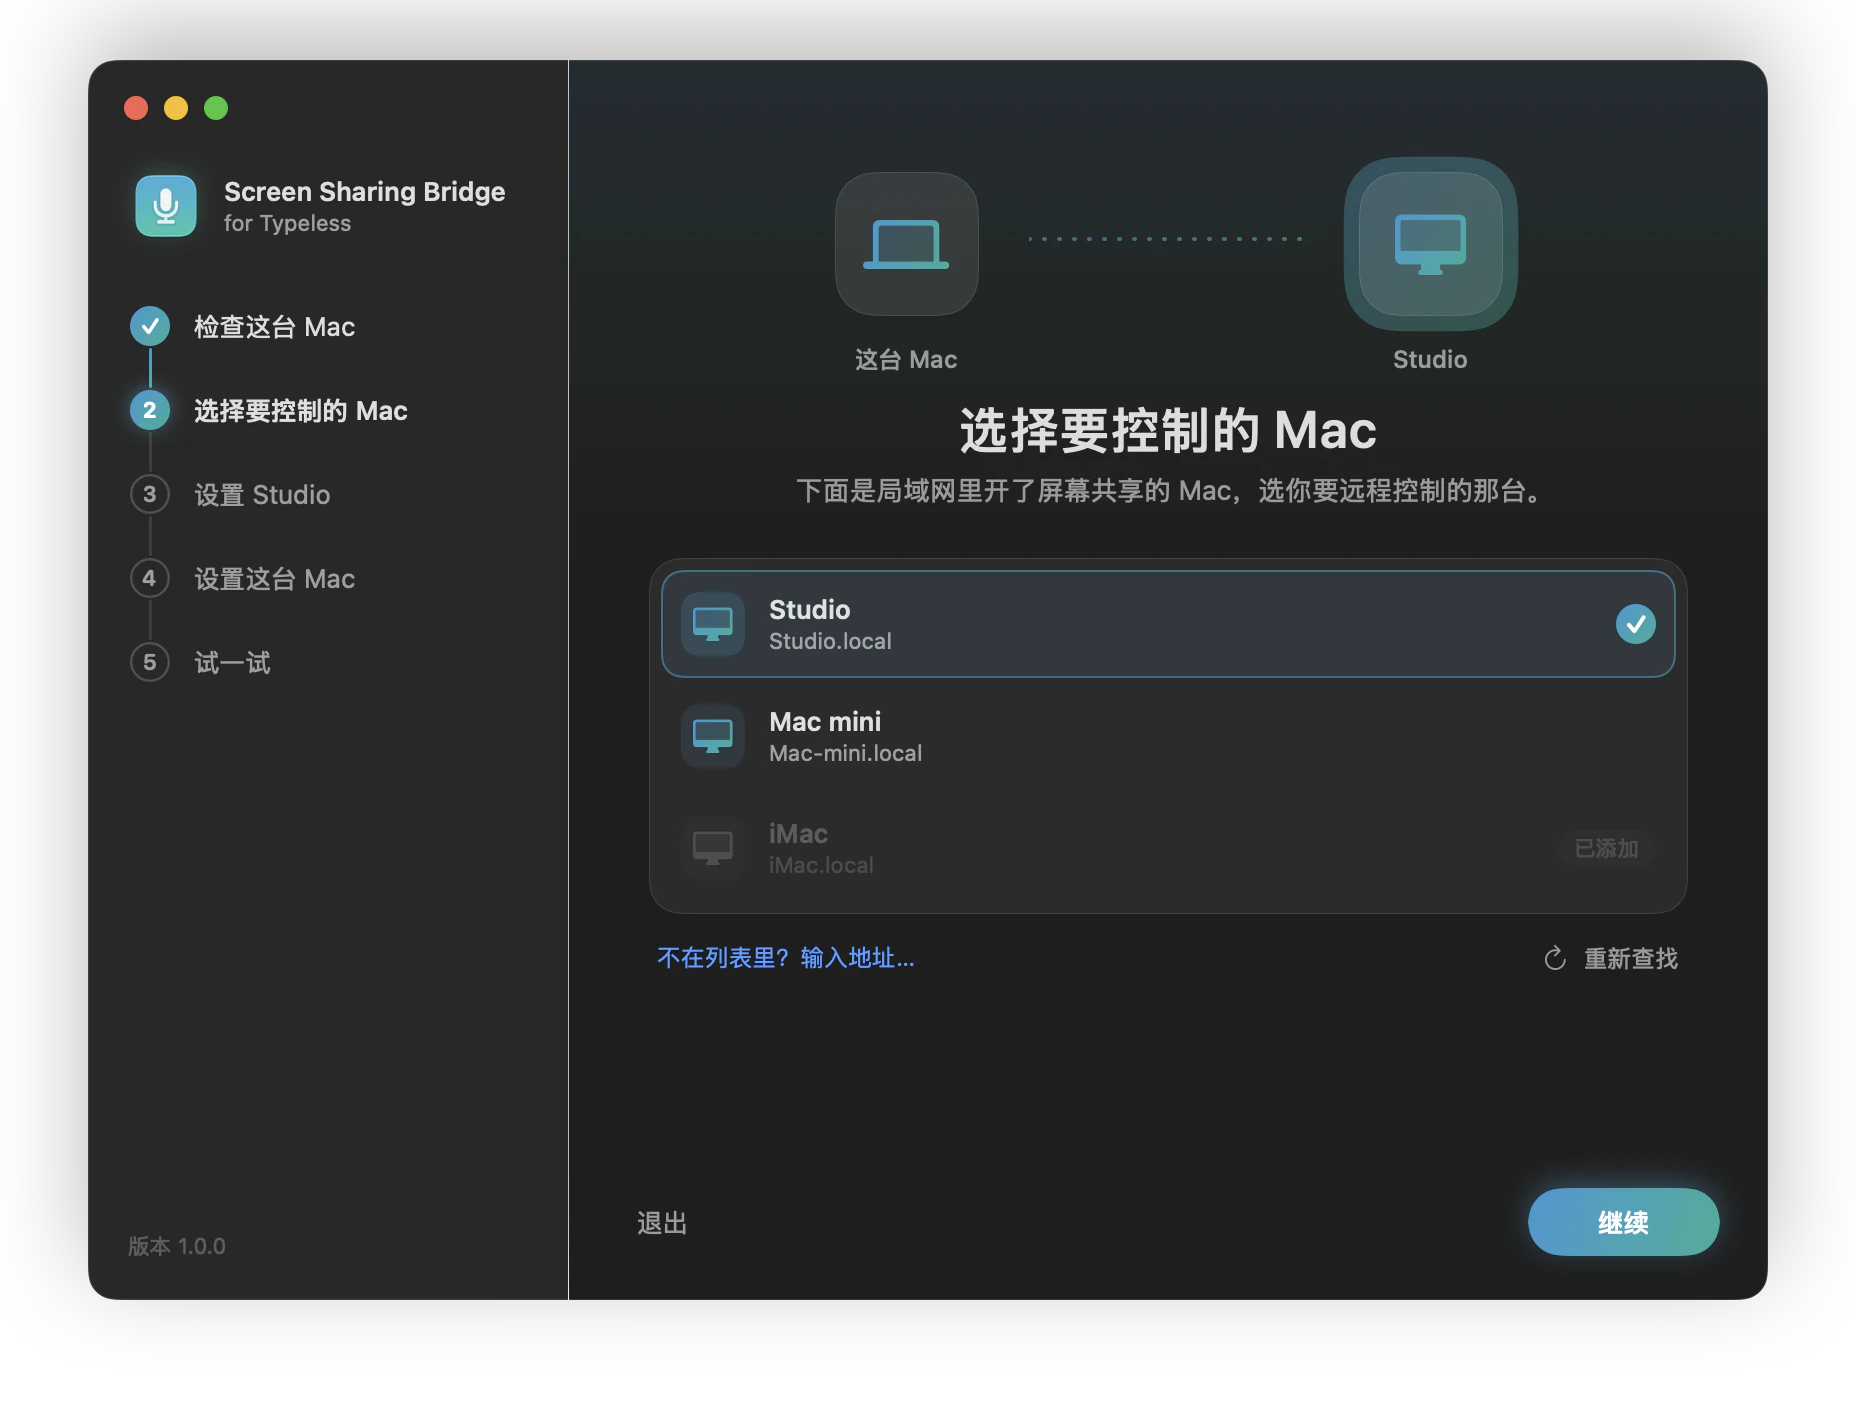 Screen Sharing Bridge
for Typeless
检查这台 Mac
2 选择要控制的 Mac
3 设置 Studio
4 设置这台 Mac
5 试一试
版本 1.0.0
这台 Mac
Studio
选择要控制的 Mac
下面是局域网里开了屏幕共享的 Mac，选你要远程控制的那台。
Studio
Studio.local
Mac mini
Mac-mini.local
iMac
iMac.local
已添加
不在列表里？输入地址...
重新查找
退出
继续